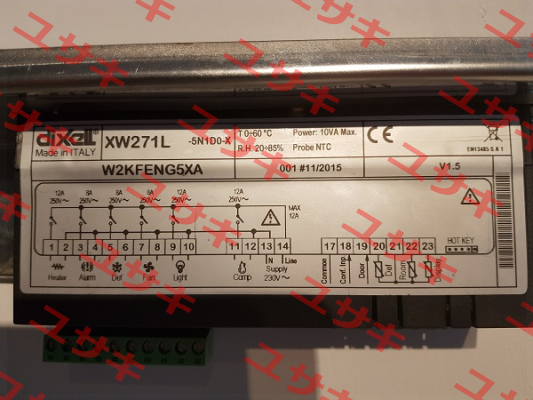 dixell
Made in ITALY
XW271L -5N1D0-X
T 0÷60 °C Power: 10VA Max.
R.H. 20÷85% Probe NTC
CE
W2KFENG5XA 001 #11/2015 V1.5
12A 8A 8A 8A 12A 12A
250V~ 250V~ 250V~ 250V~ 250V~ 250V~
MAX
12A
1 2 3 4 5 6 7 8 9 10 11 12 13 14 17 18 19 20 21 22 23
HOT KEY
Heater Alarm Def Fan Light Comp
N Line
Supply
230V~
Common
Conf. Inp.
Door
Def
Room
Display
ユサキ